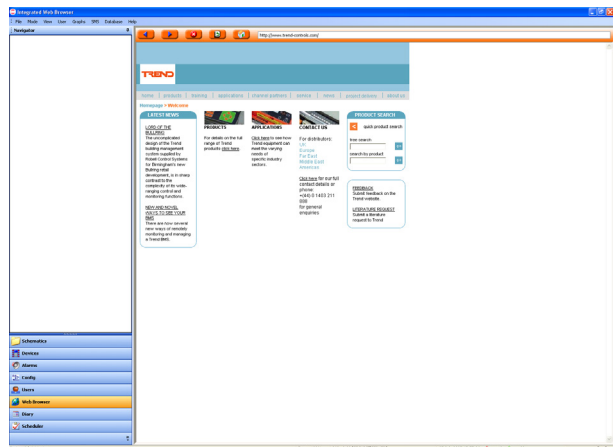 Integrated Web Browser
File Mode View User Graphs BMS Database Help
Navigator
http://www.trend-controls.com/
TREND
home products training applications channel partners service news project delivery about us
Homepage > Welcome
LATEST NEWS
LORD OF THE
BULLRING
The uncomplicated
design of the Trend
building management
system supplied by
Robert Control Systems
for Birmingham's new
Bullring retail
development, is in sharp
contrast to the
complexity of its wide-
ranging control and
monitoring functions.
NEW AND NOVEL
WAYS TO SEE YOUR
BMS
There are now several
new ways of remotely
monitoring and managing
a Trend BMS.
PRODUCTS
For details on the full
range of Trend
products click here.
APPLICATIONS
Click here to see how
Trend equipment can
meet the varying
needs of
specific industry
sectors.
CONTACT US
For distributors:
UK
Europe
Far East
Middle East
Americas
Click here for our full
contact details or
phone:
+(44) 0 1403 211
888
for general
enquiries
PRODUCT SEARCH
quick product search
free search
search by product
FEEDBACK
Submit feedback on the
Trend website.
LITERATURE REQUEST
Submit a literature
request to Trend
Schematics
Devices
Alarms
Config
Users
Web Browser
Diary
Scheduler